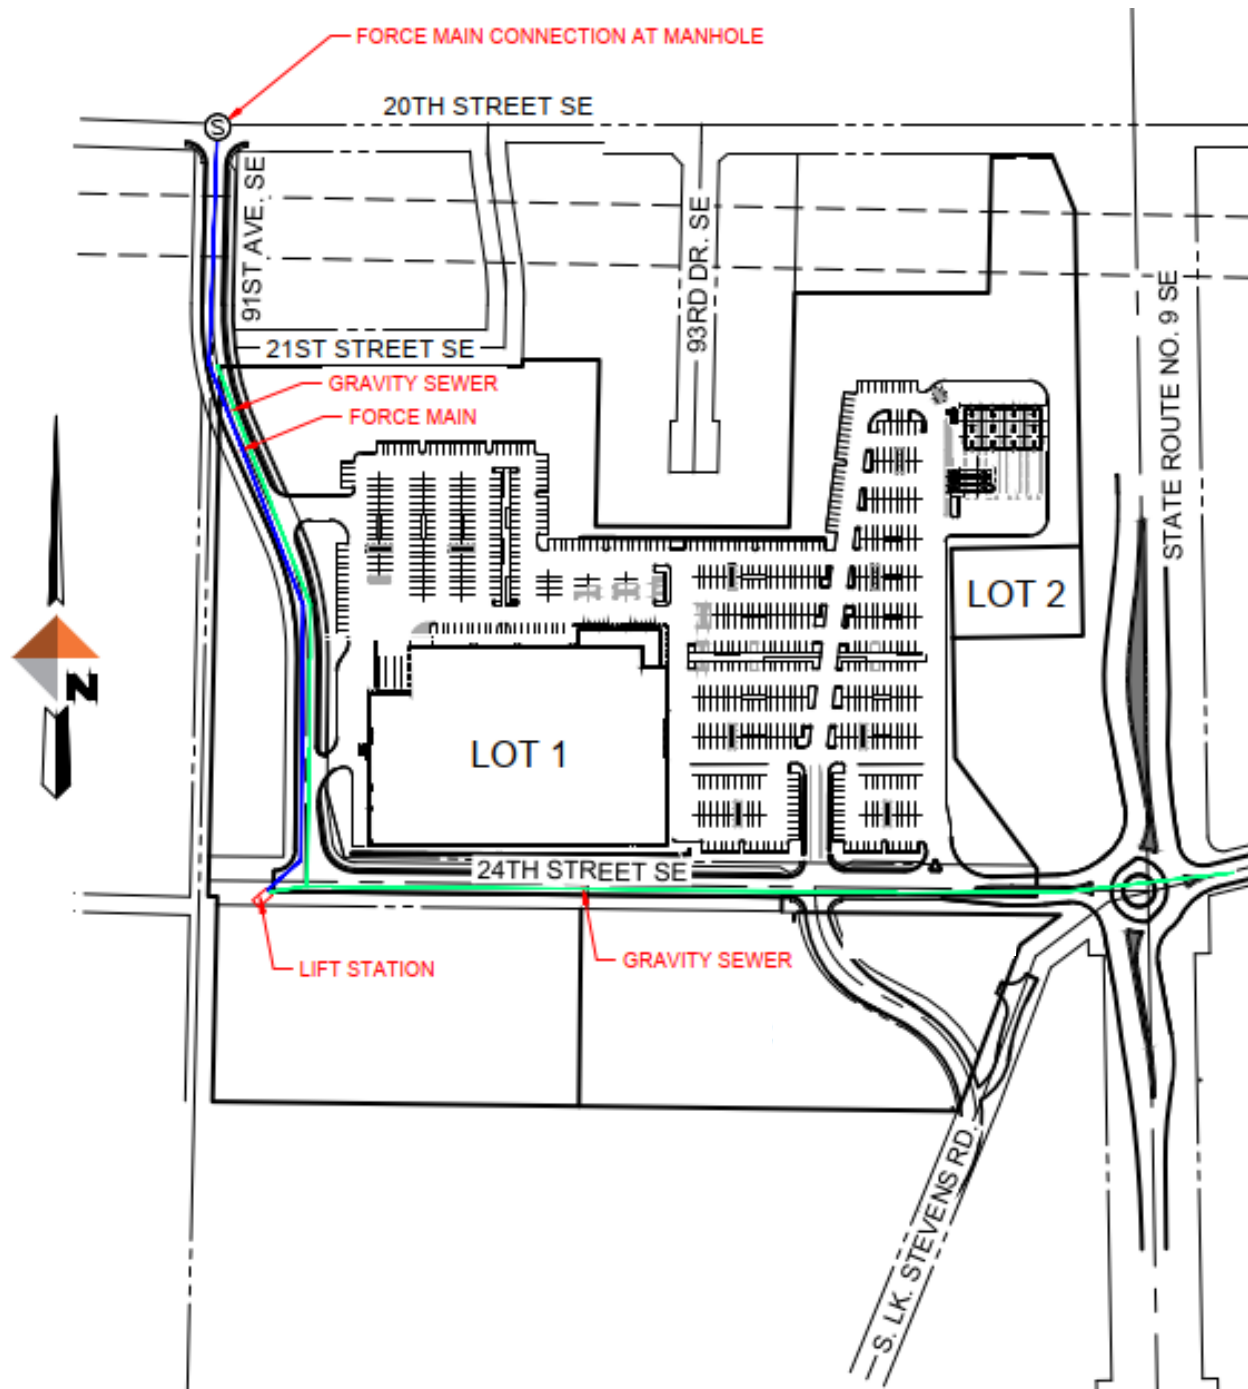 FORCE MAIN CONNECTION AT MANHOLE
20TH STREET SE
S
91ST AVE. SE
93RD DR. SE
STATE ROUTE NO. 9 SE
21ST STREET SE
GRAVITY SEWER
FORCE MAIN
LOT 2
N
LOT 1
24TH STREET SE
LIFT STATION
GRAVITY SEWER
S. LK. STEVENS RD.